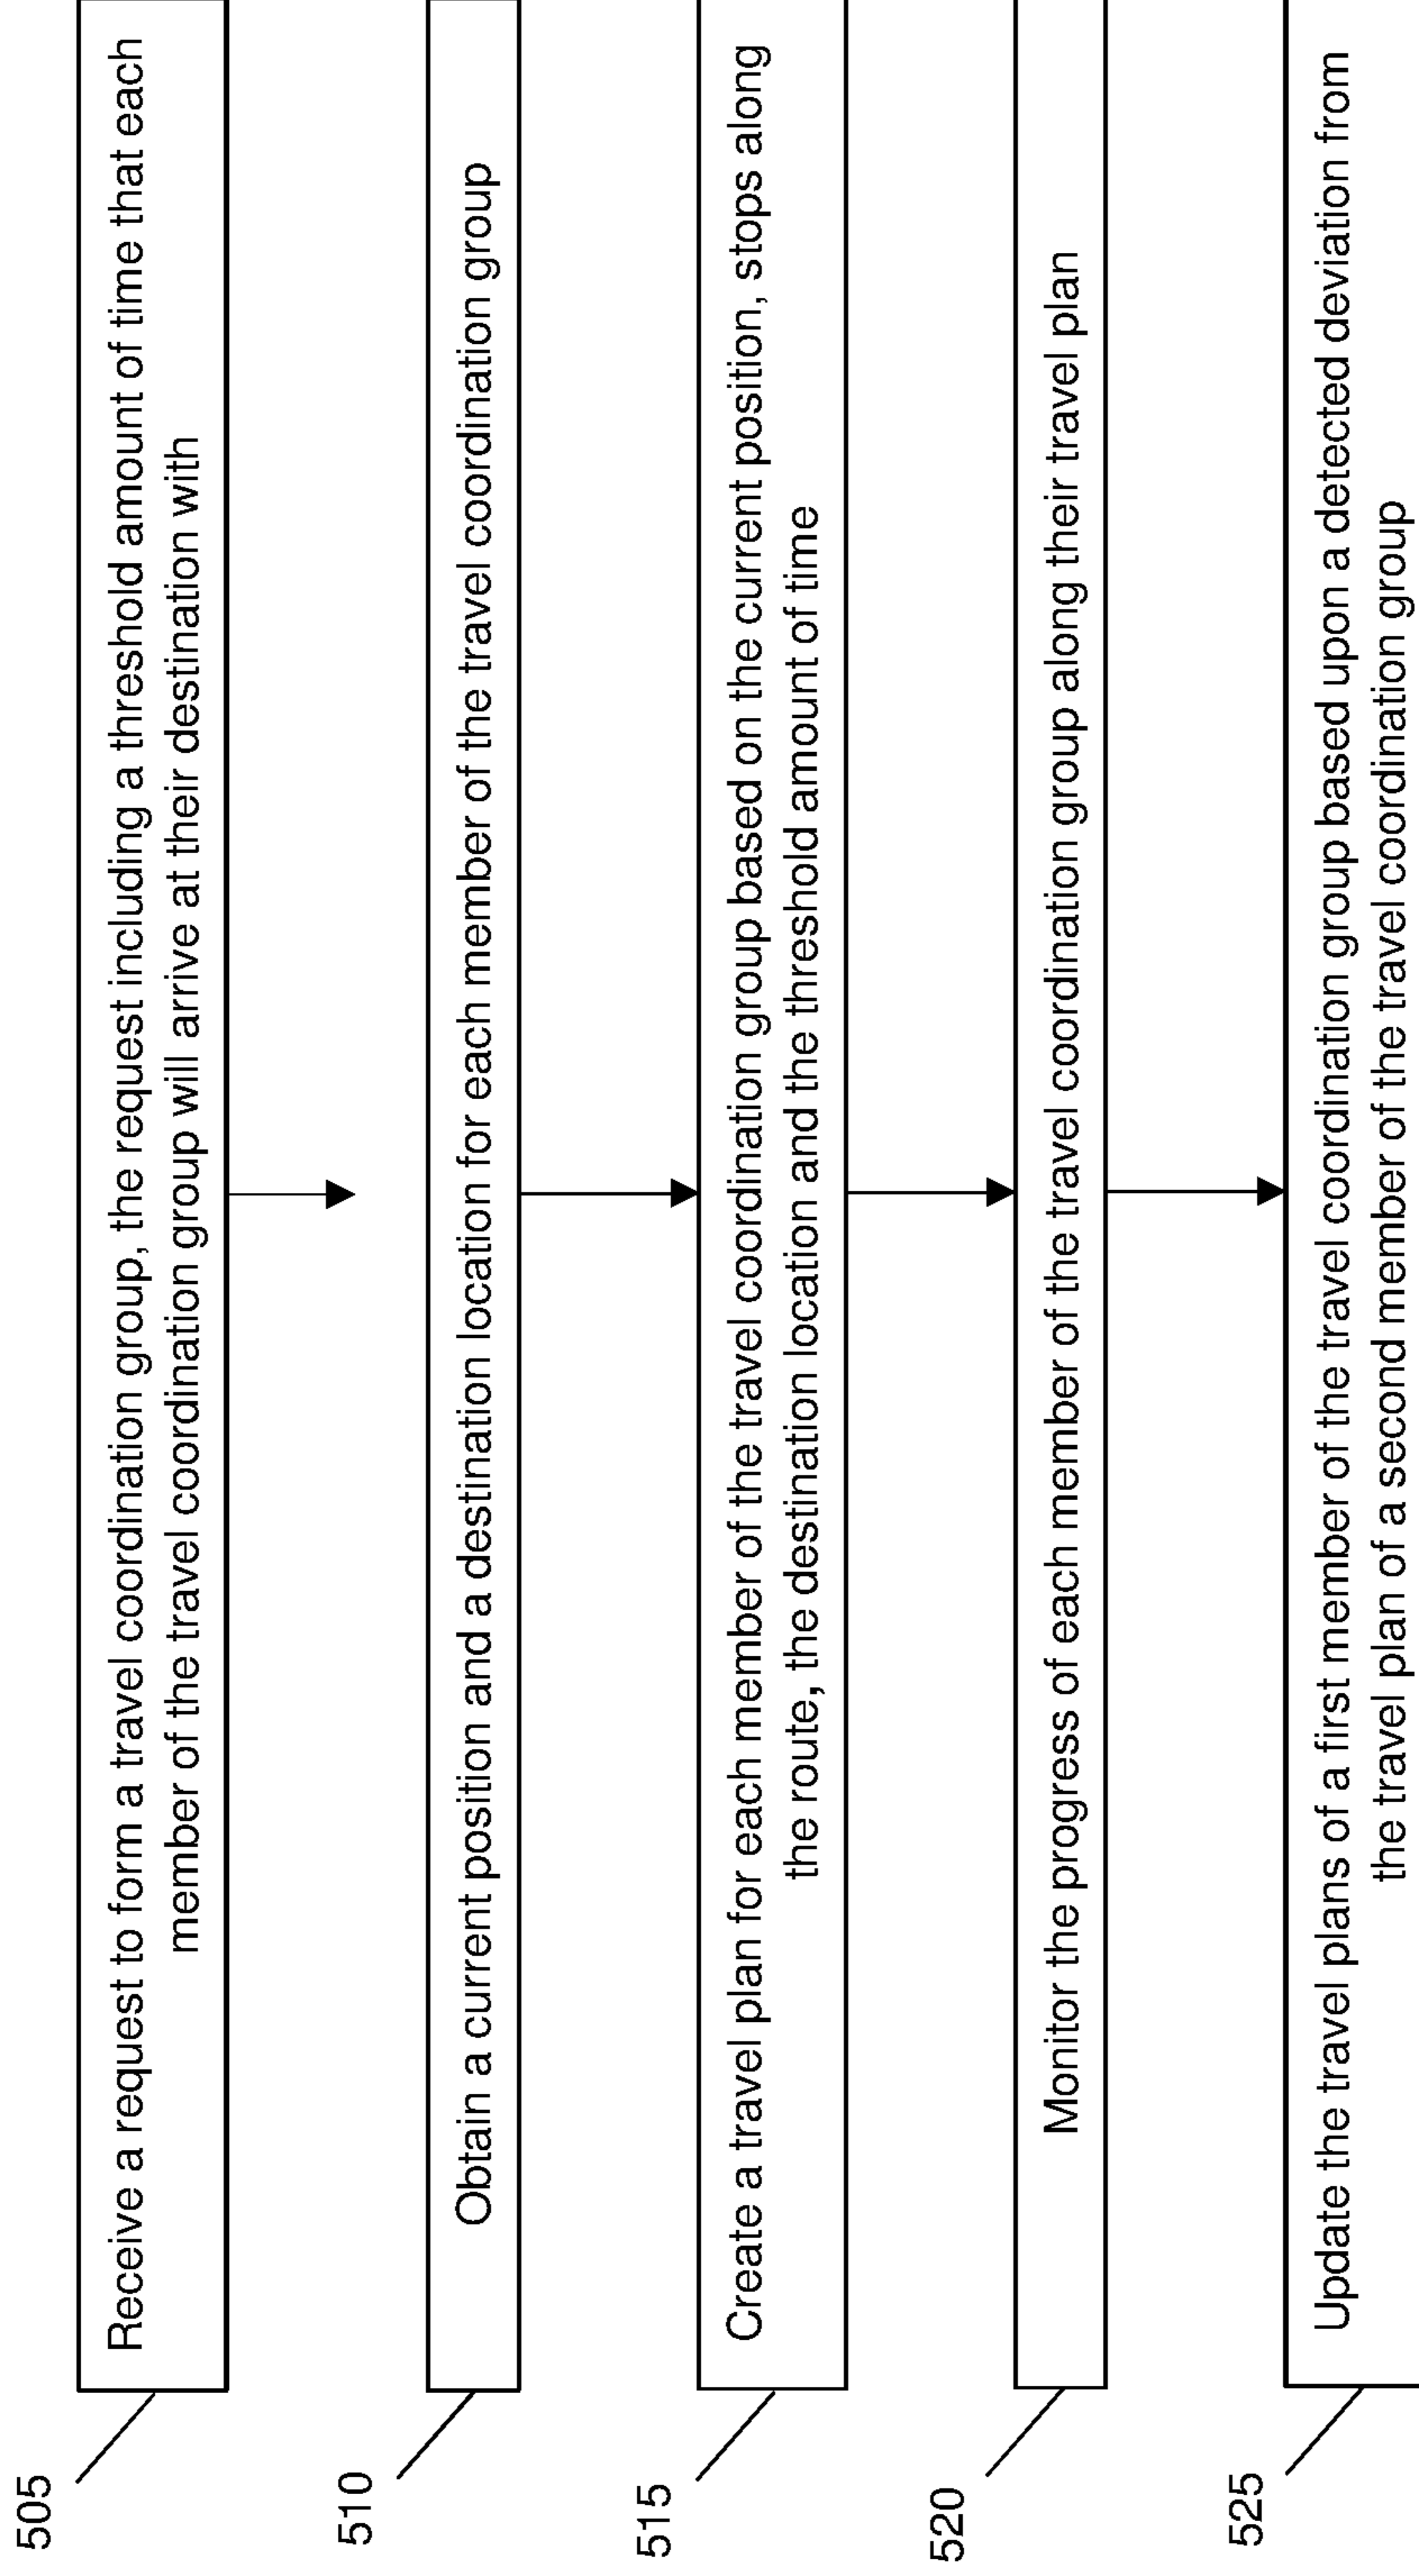 505
Receive a request to form a travel coordination group, the request including a threshold amount of time that each
member of the travel coordination group will arrive at their destination with
510
Obtain a current position and a destination location for each member of the travel coordination group
515
Create a travel plan for each member of the travel coordination group based on the current position, stops along
the route, the destination location and the threshold amount of time
520
Monitor the progress of each member of the travel coordination group along their travel plan
525
Update the travel plans of a first member of the travel coordination group based upon a detected deviation from
the travel plan of a second member of the travel coordination group